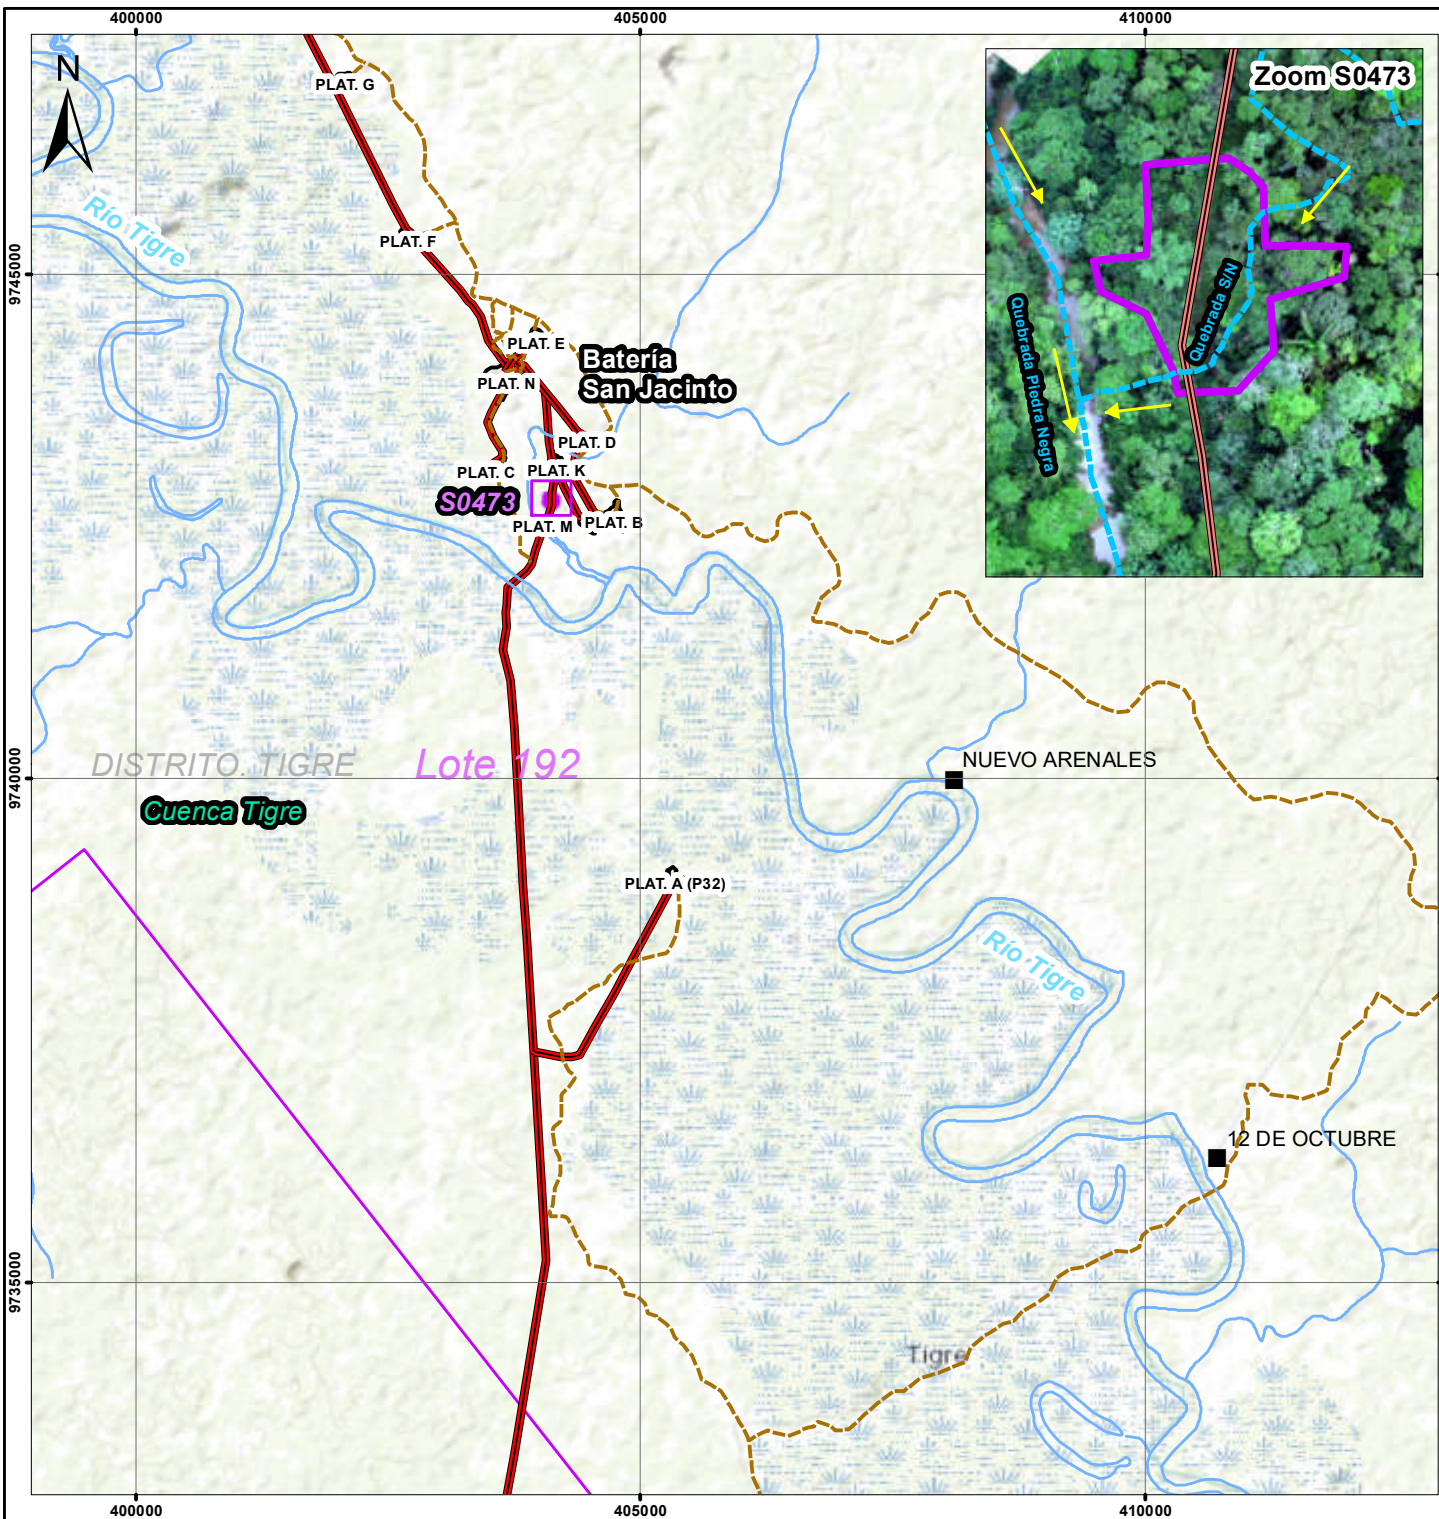 400000
405000
410000
N
PLAT. G
Zoom S0473
Río Tigre
PLAT. F
9745000
Quebrada S/N
Quebrada Piedra Negra
PLAT. E
Batería
San Jacinto
PLAT. N
PLAT. D
PLAT. C
PLAT. K
S0473
PLAT. M
PLAT. B
DISTRITO. TIGRE
Lote 192
NUEVO ARENALES
9740000
Cuenca Tigre
PLAT. A (P32)
Río Tigre
12 DE OCTUBRE
9735000
Tigre
400000
405000
410000